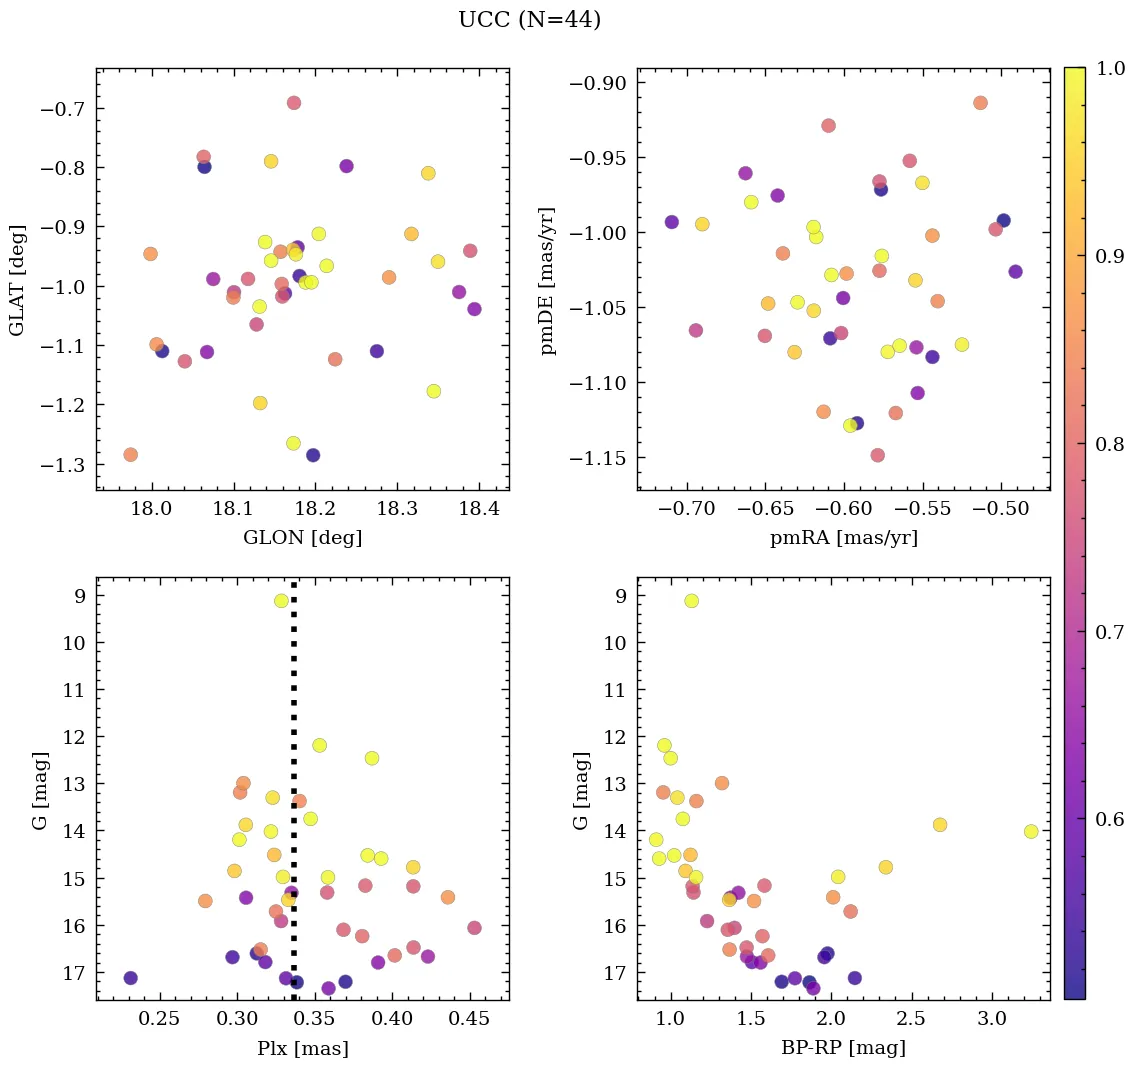 UCC (N=44)
−0.7
−0.8
−0.9
−1.0
−1.1
−1.2
−1.3
GLAT [deg]
18.0 18.1 18.2 18.3 18.4
GLON [deg]
−0.90
−0.95
−1.00
−1.05
−1.10
−1.15
pmDE [mas/yr]
−0.70 −0.65 −0.60 −0.55 −0.50
pmRA [mas/yr]
1.0
0.9
0.8
0.7
0.6
9
10
11
12
13
14
15
16
17
G [mag]
0.25 0.30 0.35 0.40 0.45
Plx [mas]
9
10
11
12
13
14
15
16
17
G [mag]
1.0 1.5 2.0 2.5 3.0
BP-RP [mag]